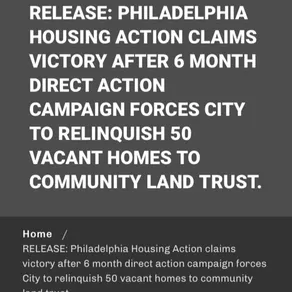 RELEASE: PHILADELPHIA
HOUSING ACTION CLAIMS
VICTORY AFTER 6 MONTH
DIRECT ACTION
CAMPAIGN FORCES CITY
TO RELINQUISH 50
VACANT HOMES TO
COMMUNITY LAND TRUST.
Home /
RELEASE: Philadelphia Housing Action claims
victory after 6 month direct action campaign forces
City to relinquish 50 vacant homes to community
land trust.